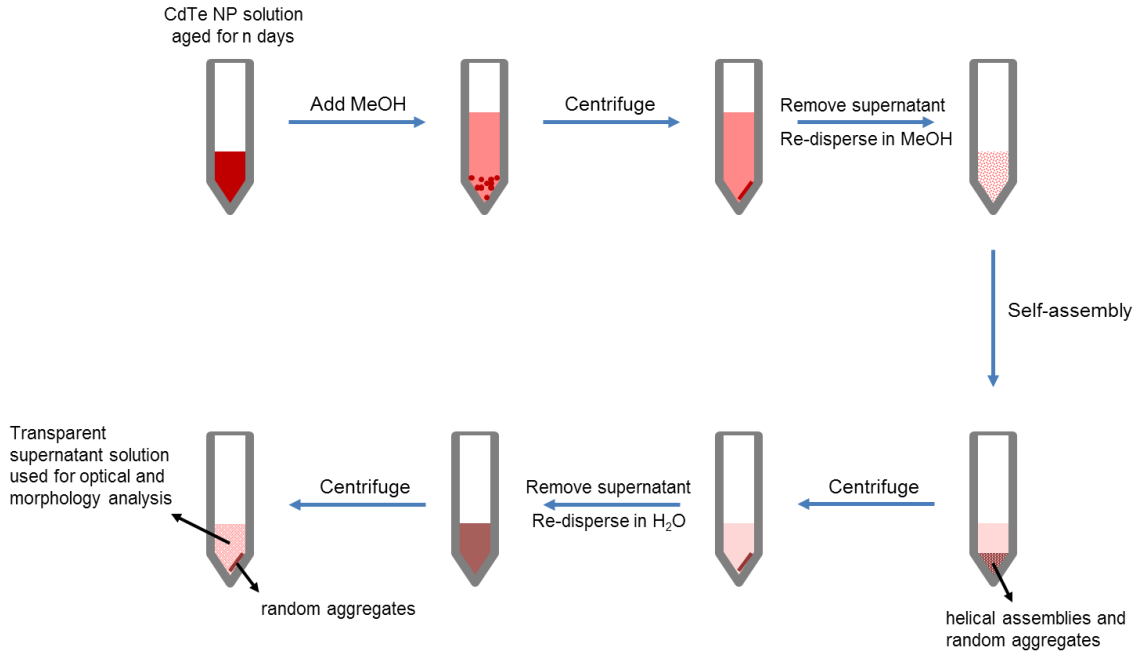 CdTe NP solution
aged for n days
Add MeOH
Centrifuge
Remove supernatant
Re-disperse in MeOH
Self-assembly
Transparent
supernatant solution
used for optical and
morphology analysis
Centrifuge
Remove supernatant
Re-disperse in H₂O
Centrifuge
random aggregates
helical assemblies and
random aggregates